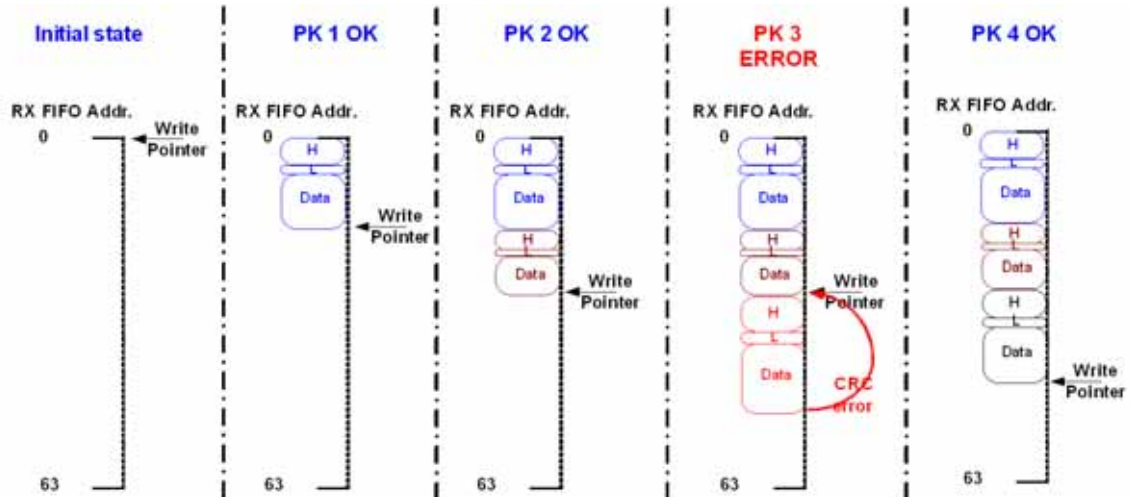 Initial state
RX FIFO Addr.
0
Write
Pointer
63
PK 1 OK
RX FIFO Addr.
0
H
L
Data
Write
Pointer
63
PK 2 OK
RX FIFO Addr.
0
H
L
Data
H
L
Data
Write
Pointer
63
PK 3
ERROR
RX FIFO Addr.
0
H
L
Data
H
L
Data
Write
Pointer
H
L
Data
CRC
error
63
PK 4 OK
RX FIFO Addr.
0
H
L
Data
H
L
Data
H
L
Data
Write
Pointer
63